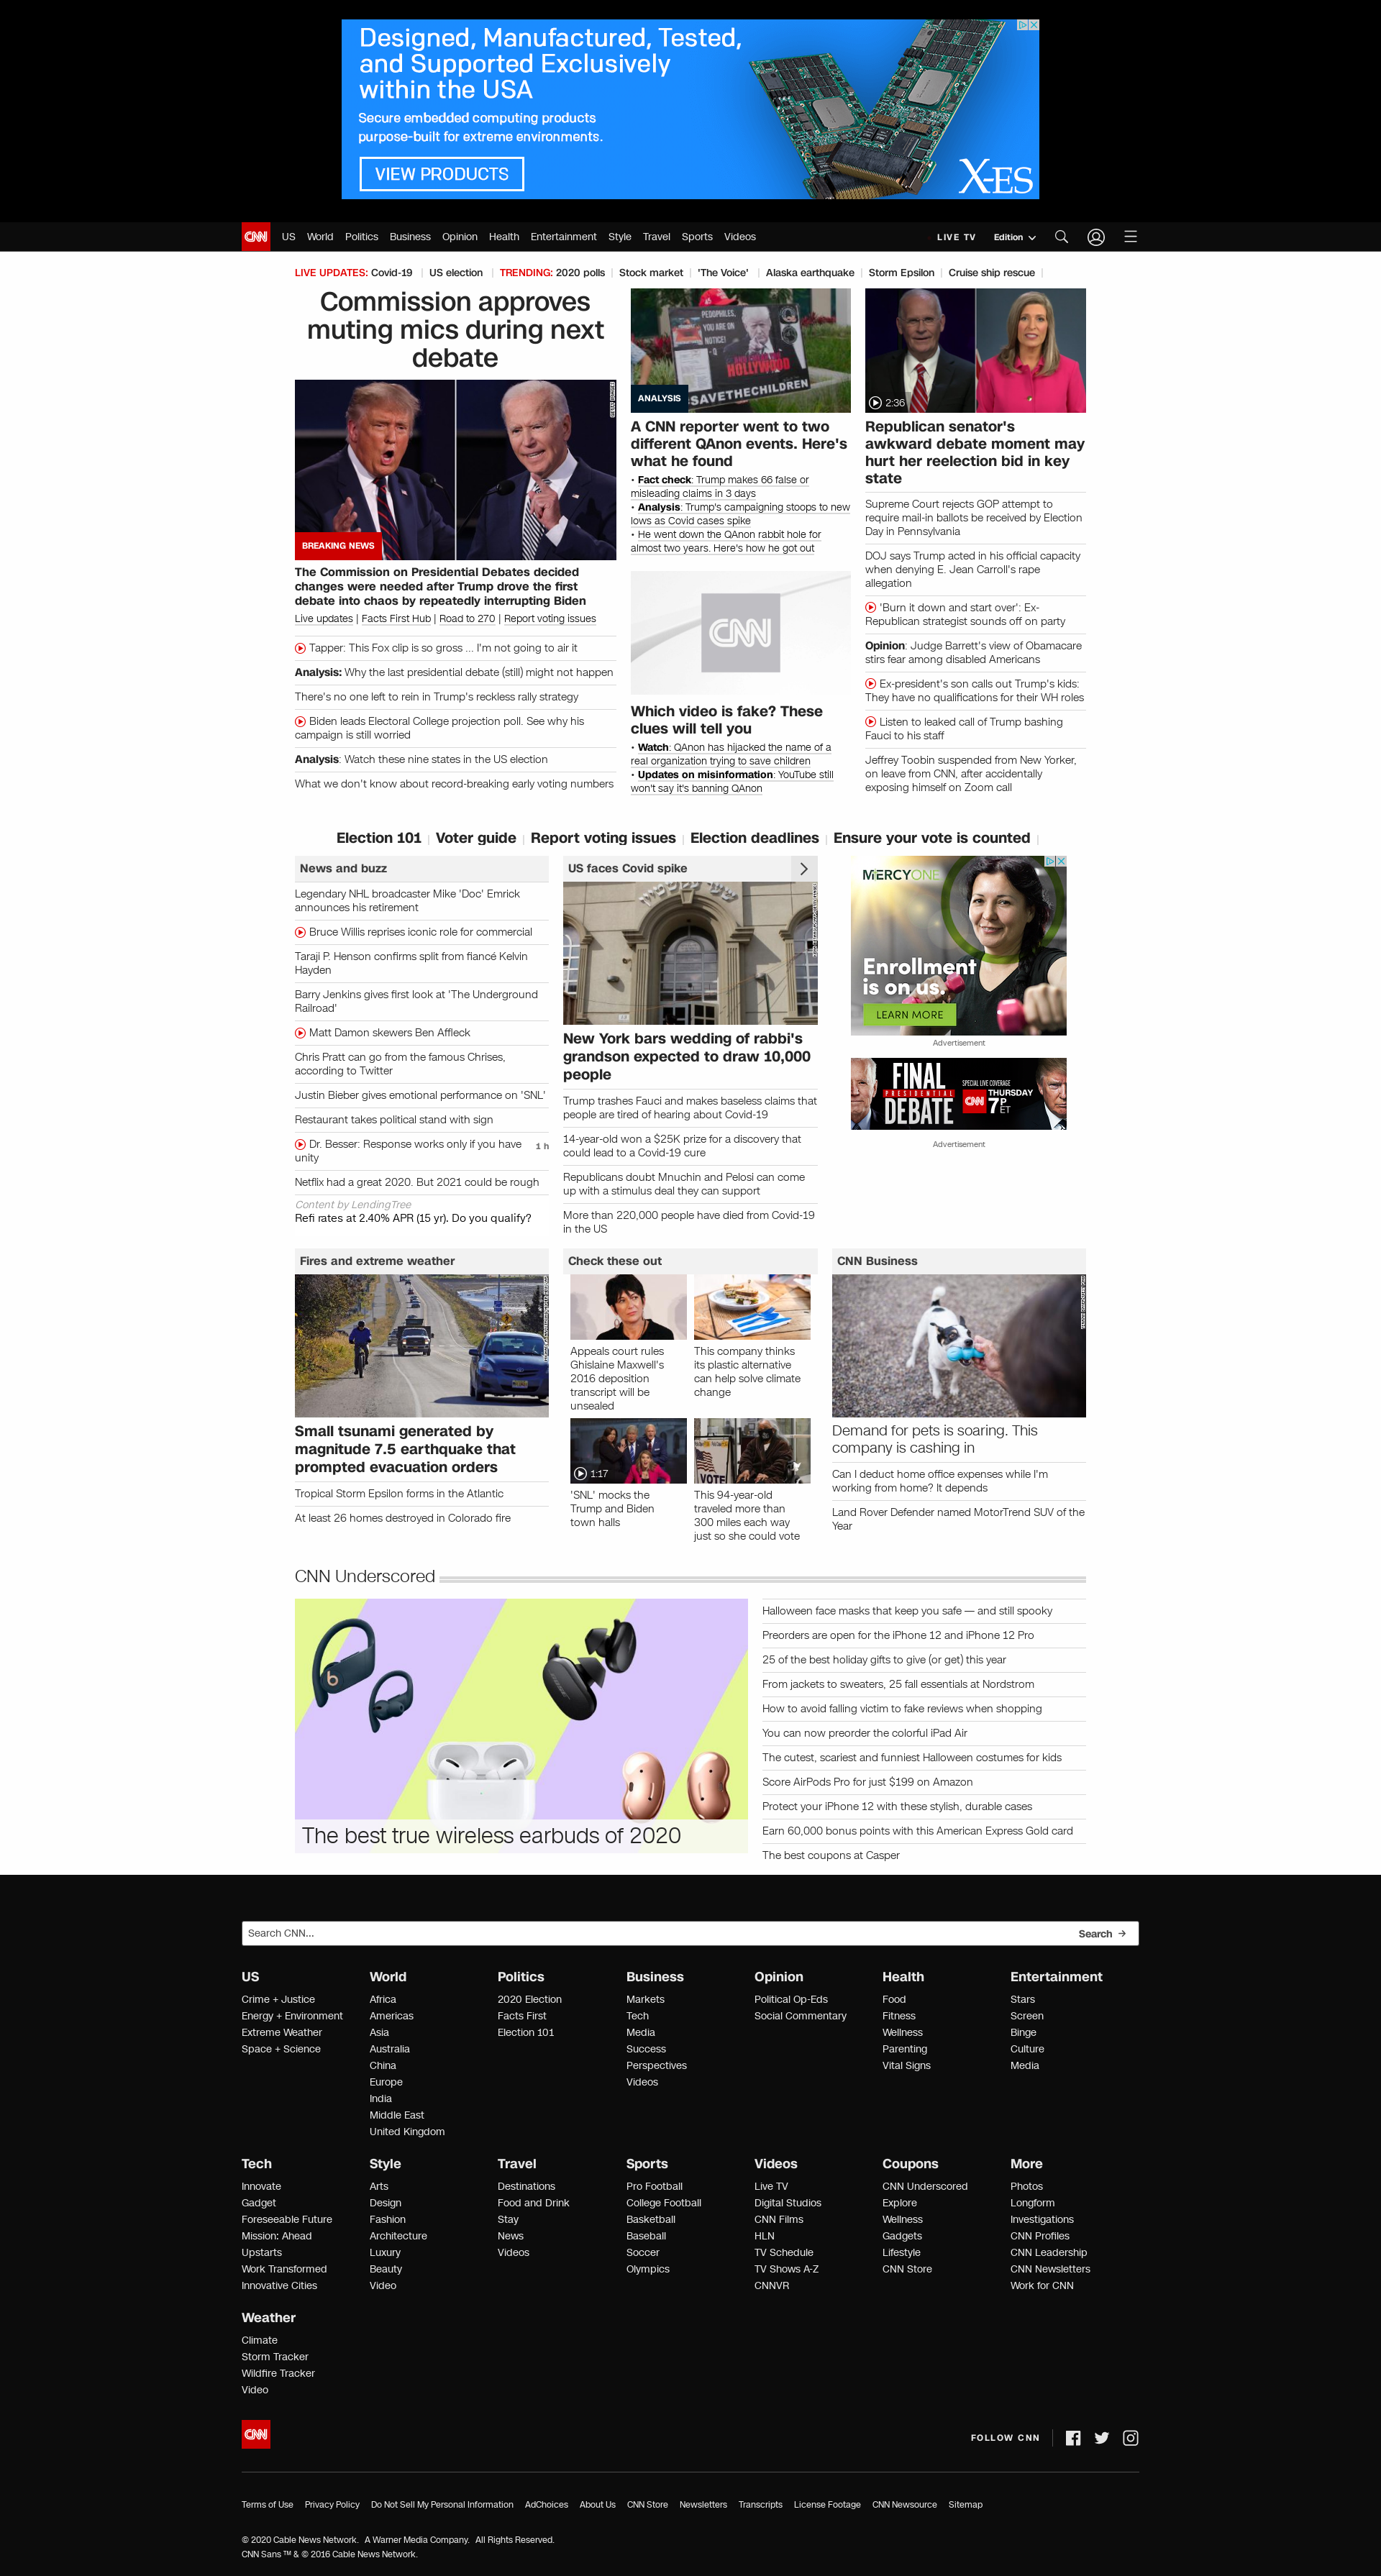 Designed, Manufactured, Tested,
and Supported Exclusively
within the USA
Secure embedded computing products
purpose-built for extreme environments.
VIEW PRODUCTS
X-ES
CNN
US World Politics Business Opinion Health Entertainment Style Travel Sports Videos
LIVE TV Edition
LIVE UPDATES: Covid-19 | US election | TRENDING: 2020 polls | Stock market | 'The Voice' | Alaska earthquake | Storm Epsilon | Cruise ship rescue |
Commission approves
muting mics during next
debate
BREAKING NEWS
The Commission on Presidential Debates decided
changes were needed after Trump drove the first
debate into chaos by repeatedly interrupting Biden
Live updates | Facts First Hub | Road to 270 | Report voting issues
Tapper: This Fox clip is so gross ... I'm not going to air it
Analysis: Why the last presidential debate (still) might not happen
There's no one left to rein in Trump's reckless rally strategy
Biden leads Electoral College projection poll. See why his
campaign is still worried
Analysis: Watch these nine states in the US election
What we don't know about record-breaking early voting numbers
PEDOPHILES,
YOU ARE ON
NOTICE!
HOLLYWOOD
#SAVETHECHILDREN
ANALYSIS
A CNN reporter went to two
different QAnon events. Here's
what he found
• Fact check: Trump makes 66 false or
misleading claims in 3 days
• Analysis: Trump's campaigning stoops to new
lows as Covid cases spike
• He went down the QAnon rabbit hole for
almost two years. Here's how he got out
CNN
Which video is fake? These
clues will tell you
• Watch: QAnon has hijacked the name of a
real organization trying to save children
• Updates on misinformation: YouTube still
won't say it's banning QAnon
2:36
Republican senator's
awkward debate moment may
hurt her reelection bid in key
state
Supreme Court rejects GOP attempt to
require mail-in ballots be received by Election
Day in Pennsylvania
DOJ says Trump acted in his official capacity
when denying E. Jean Carroll's rape
allegation
'Burn it down and start over': Ex-
Republican strategist sounds off on party
Opinion: Judge Barrett's view of Obamacare
stirs fear among disabled Americans
Ex-president's son calls out Trump's kids:
They have no qualifications for their WH roles
Listen to leaked call of Trump bashing
Fauci to his staff
Jeffrey Toobin suspended from New Yorker,
on leave from CNN, after accidentally
exposing himself on Zoom call
Election 101 | Voter guide | Report voting issues | Election deadlines | Ensure your vote is counted |
News and buzz
Legendary NHL broadcaster Mike 'Doc' Emrick
announces his retirement
Bruce Willis reprises iconic role for commercial
Taraji P. Henson confirms split from fiancé Kelvin
Hayden
Barry Jenkins gives first look at 'The Underground
Railroad'
Matt Damon skewers Ben Affleck
Chris Pratt can go from the famous Chrises,
according to Twitter
Justin Bieber gives emotional performance on 'SNL'
Restaurant takes political stand with sign
Dr. Besser: Response works only if you have
unity
1 h
Netflix had a great 2020. But 2021 could be rough
Content by LendingTree
Refi rates at 2.40% APR (15 yr). Do you qualify?
US faces Covid spike
New York bars wedding of rabbi's
grandson expected to draw 10,000
people
Trump trashes Fauci and makes baseless claims that
people are tired of hearing about Covid-19
14-year-old won a $25K prize for a discovery that
could lead to a Covid-19 cure
Republicans doubt Mnuchin and Pelosi can come
up with a stimulus deal they can support
More than 220,000 people have died from Covid-19
in the US
MERCYONE
Enrollment
is on us.
LEARN MORE
Advertisement
FINAL
PRESIDENTIAL
DEBATE
SPECIAL LIVE COVERAGE
CNN
THURSDAY
7P ET
Advertisement
Fires and extreme weather
Small tsunami generated by
magnitude 7.5 earthquake that
prompted evacuation orders
Tropical Storm Epsilon forms in the Atlantic
At least 26 homes destroyed in Colorado fire
Check these out
Appeals court rules
Ghislaine Maxwell's
2016 deposition
transcript will be
unsealed
This company thinks
its plastic alternative
can help solve climate
change
1:17
'SNL' mocks the
Trump and Biden
town halls
VOTE
This 94-year-old
traveled more than
300 miles each way
just so she could vote
CNN Business
Demand for pets is soaring. This
company is cashing in
Can I deduct home office expenses while I'm
working from home? It depends
Land Rover Defender named MotorTrend SUV of the
Year
CNN Underscored
The best true wireless earbuds of 2020
Halloween face masks that keep you safe — and still spooky
Preorders are open for the iPhone 12 and iPhone 12 Pro
25 of the best holiday gifts to give (or get) this year
From jackets to sweaters, 25 fall essentials at Nordstrom
How to avoid falling victim to fake reviews when shopping
You can now preorder the colorful iPad Air
The cutest, scariest and funniest Halloween costumes for kids
Score AirPods Pro for just $199 on Amazon
Protect your iPhone 12 with these stylish, durable cases
Earn 60,000 bonus points with this American Express Gold card
The best coupons at Casper
Search CNN...
Search →
US
Crime + Justice
Energy + Environment
Extreme Weather
Space + Science
World
Africa
Americas
Asia
Australia
China
Europe
India
Middle East
United Kingdom
Politics
2020 Election
Facts First
Election 101
Business
Markets
Tech
Media
Success
Perspectives
Videos
Opinion
Political Op-Eds
Social Commentary
Health
Food
Fitness
Wellness
Parenting
Vital Signs
Entertainment
Stars
Screen
Binge
Culture
Media
Tech
Innovate
Gadget
Foreseeable Future
Mission: Ahead
Upstarts
Work Transformed
Innovative Cities
Style
Arts
Design
Fashion
Architecture
Luxury
Beauty
Video
Travel
Destinations
Food and Drink
Stay
News
Videos
Sports
Pro Football
College Football
Basketball
Baseball
Soccer
Olympics
Videos
Live TV
Digital Studios
CNN Films
HLN
TV Schedule
TV Shows A-Z
CNNVR
Coupons
CNN Underscored
Explore
Wellness
Gadgets
Lifestyle
CNN Store
More
Photos
Longform
Investigations
CNN Profiles
CNN Leadership
CNN Newsletters
Work for CNN
Weather
Climate
Storm Tracker
Wildfire Tracker
Video
CNN
FOLLOW CNN
Terms of Use Privacy Policy Do Not Sell My Personal Information AdChoices About Us CNN Store Newsletters Transcripts License Footage CNN Newsource Sitemap
© 2020 Cable News Network. A Warner Media Company. All Rights Reserved.
CNN Sans ™ & © 2016 Cable News Network.